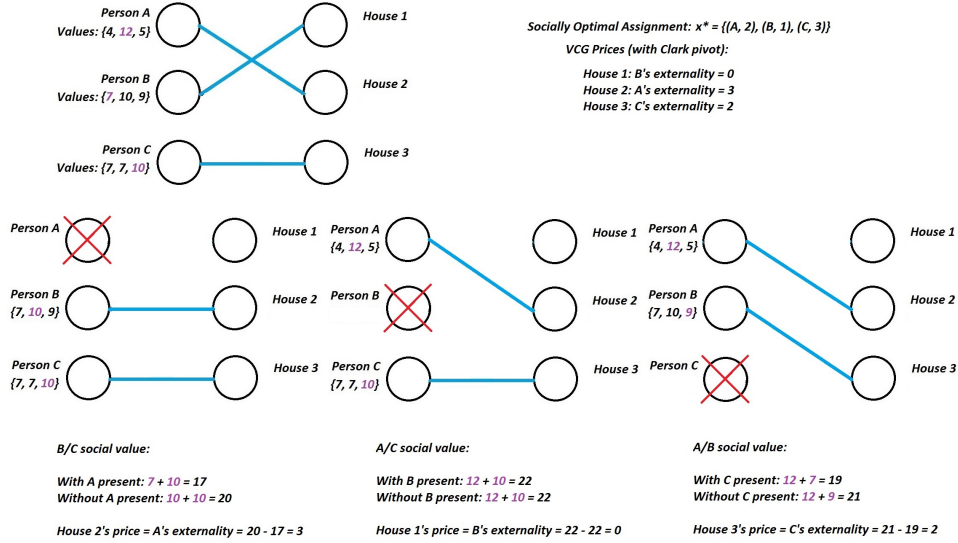 Person A
Values: {4, 12, 5}
House 1
Person B
Values: {7, 10, 9}
House 2
Person C
Values: {7, 7, 10}
House 3
Socially Optimal Assignment: x* = {(A, 2), (B, 1), (C, 3)}
VCG Prices (with Clark pivot):
House 1: B's externality = 0
House 2: A's externality = 3
House 3: C's externality = 2
Person A
House 1
Person B
{7, 10, 9}
House 2
Person C
{7, 7, 10}
House 3
Person A
{4, 12, 5}
House 1
Person B
House 2
Person C
{7, 7, 10}
House 3
Person A
{4, 12, 5}
House 1
Person B
{7, 10, 9}
House 2
Person C
House 3
B/C social value:
With A present: 7 + 10 = 17
Without A present: 10 + 10 = 20
House 2's price = A's externality = 20 - 17 = 3
A/C social value:
With B present: 12 + 10 = 22
Without B present: 12 + 10 = 22
House 1's price = B's externality = 22 - 22 = 0
A/B social value:
With C present: 12 + 7 = 19
Without C present: 12 + 9 = 21
House 3's price = C's externality = 21 - 19 = 2